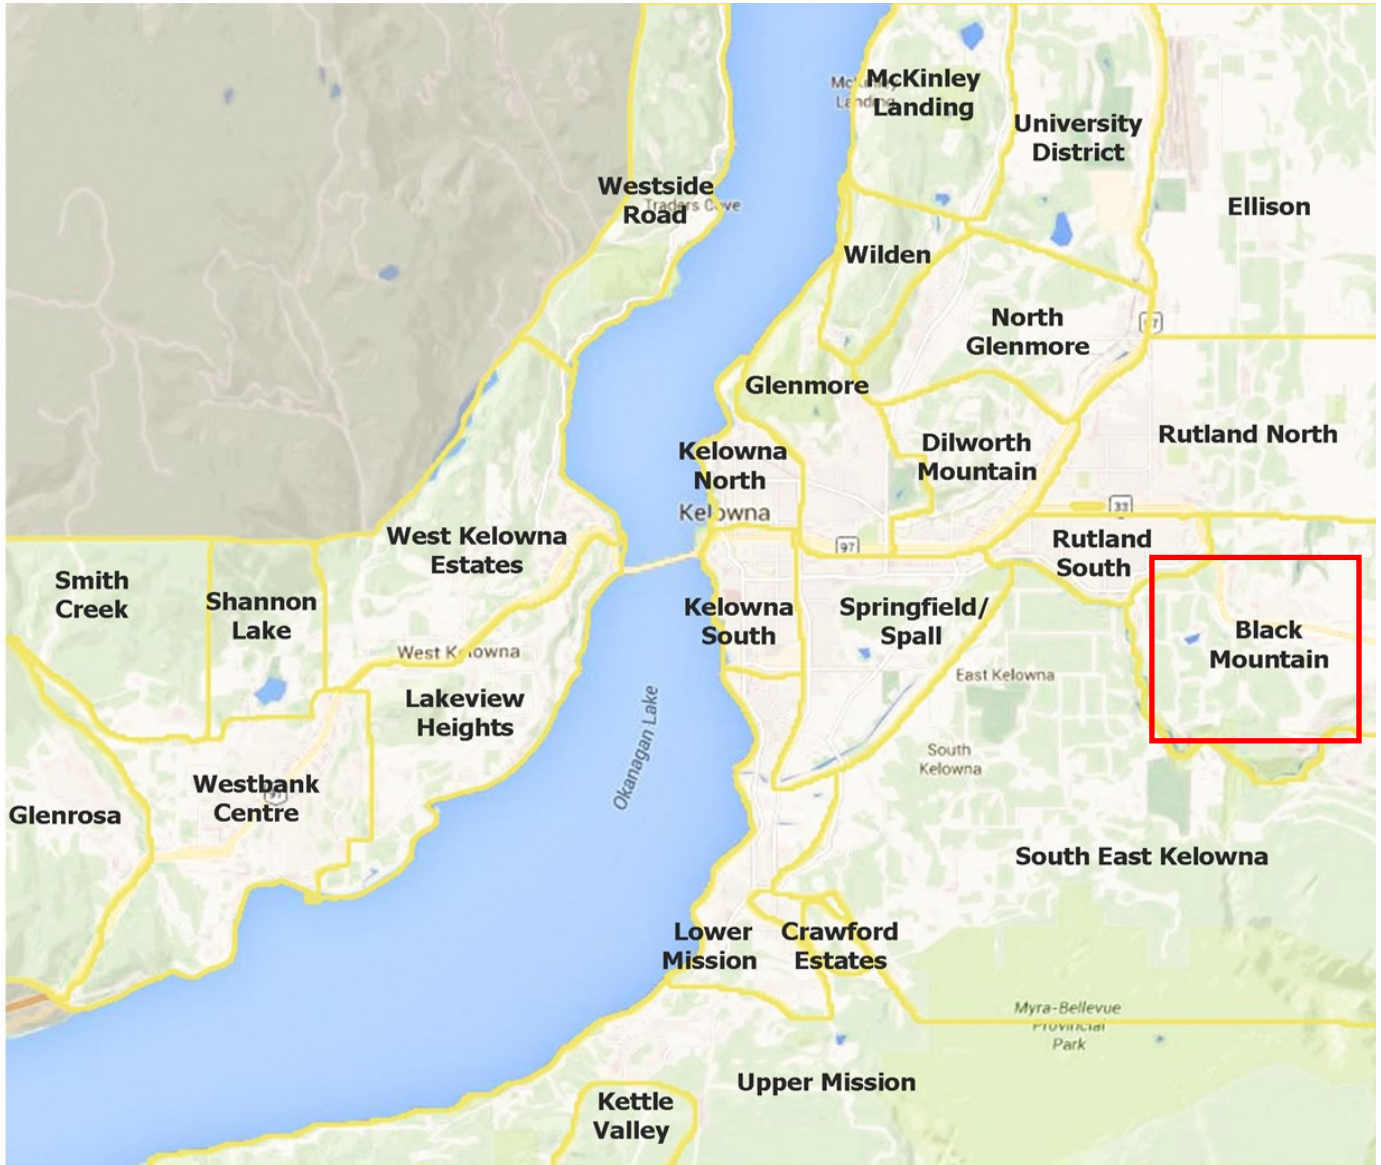 McKinley
Landing
University
District
Westside
Road
Traders Cove
Ellison
Wilden
North
Glenmore
97
Glenmore
Rutland North
Dilworth
Mountain
Kelowna
North
Kelowna
33
West Kelowna
Estates
97
Rutland
South
Smith
Creek
Shannon
Lake
Kelowna
South
Springfield/
Spall
Black
Mountain
West Kelowna
East Kelowna
Lakeview
Heights
Okanagan Lake
South
Kelowna
Westbank
Centre
97
Glenrosa
South East Kelowna
Lower
Mission
Crawford
Estates
Myra-Bellevue
Provincial
Park
Upper Mission
Kettle
Valley